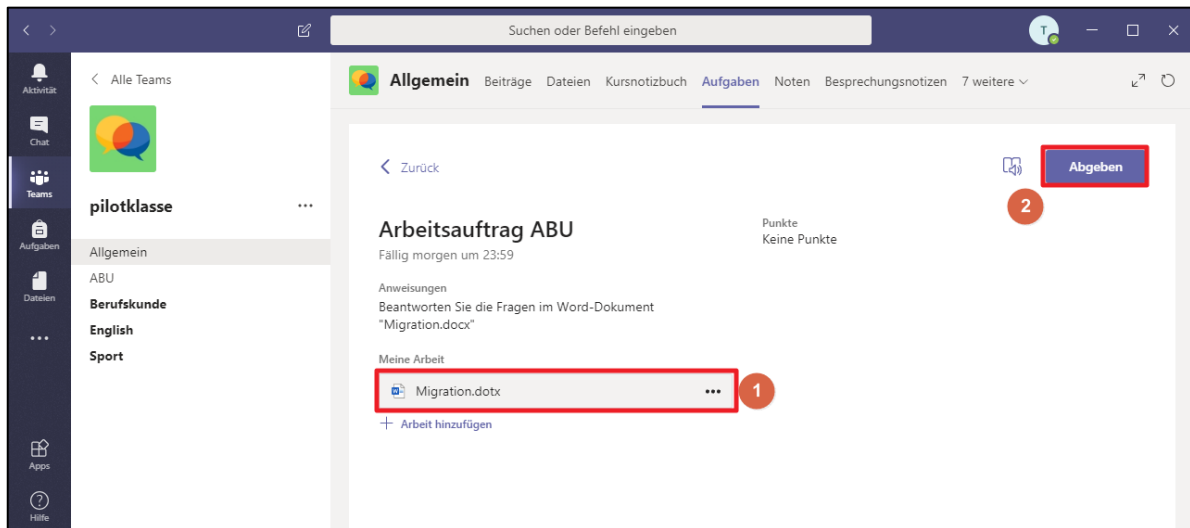 Suchen oder Befehl eingeben
T
Aktivität
Chat
Teams
Aufgaben
Dateien
Apps
Hilfe
Alle Teams
pilotklasse
Allgemein
ABU
Berufskunde
English
Sport
Allgemein Beiträge Dateien Kursnotizbuch Aufgaben Noten Besprechungsnotizen 7 weitere
Zurück
Abgeben
2
Arbeitsauftrag ABU
Fällig morgen um 23:59
Punkte
Keine Punkte
Anweisungen
Beantworten Sie die Fragen im Word-Dokument
"Migration.docx"
Meine Arbeit
Migration.dotx
1
Arbeit hinzufügen